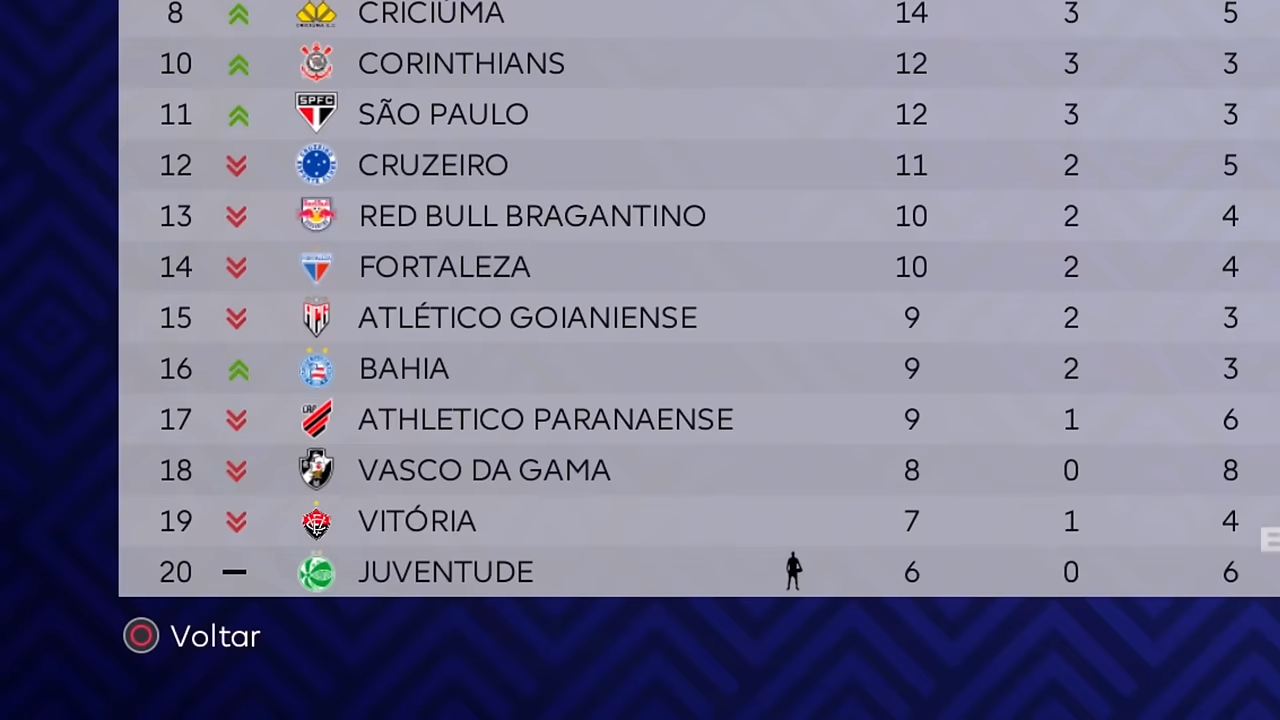 8 CRICIÚMA 14 3 5
10 CORINTHIANS 12 3 3
SPFC
11 SÃO PAULO 12 3 3
12 CRUZEIRO 11 2 5
13 RED BULL BRAGANTINO 10 2 4
14 FORTALEZA 10 2 4
15 ATLÉTICO GOIANIENSE 9 2 3
16 BAHIA 9 2 3
CAP
17 ATHLETICO PARANAENSE 9 1 6
18 VASCO DA GAMA 8 0 8
19 VITÓRIA 7 1 4
20 JUVENTUDE 6 0 6
Voltar